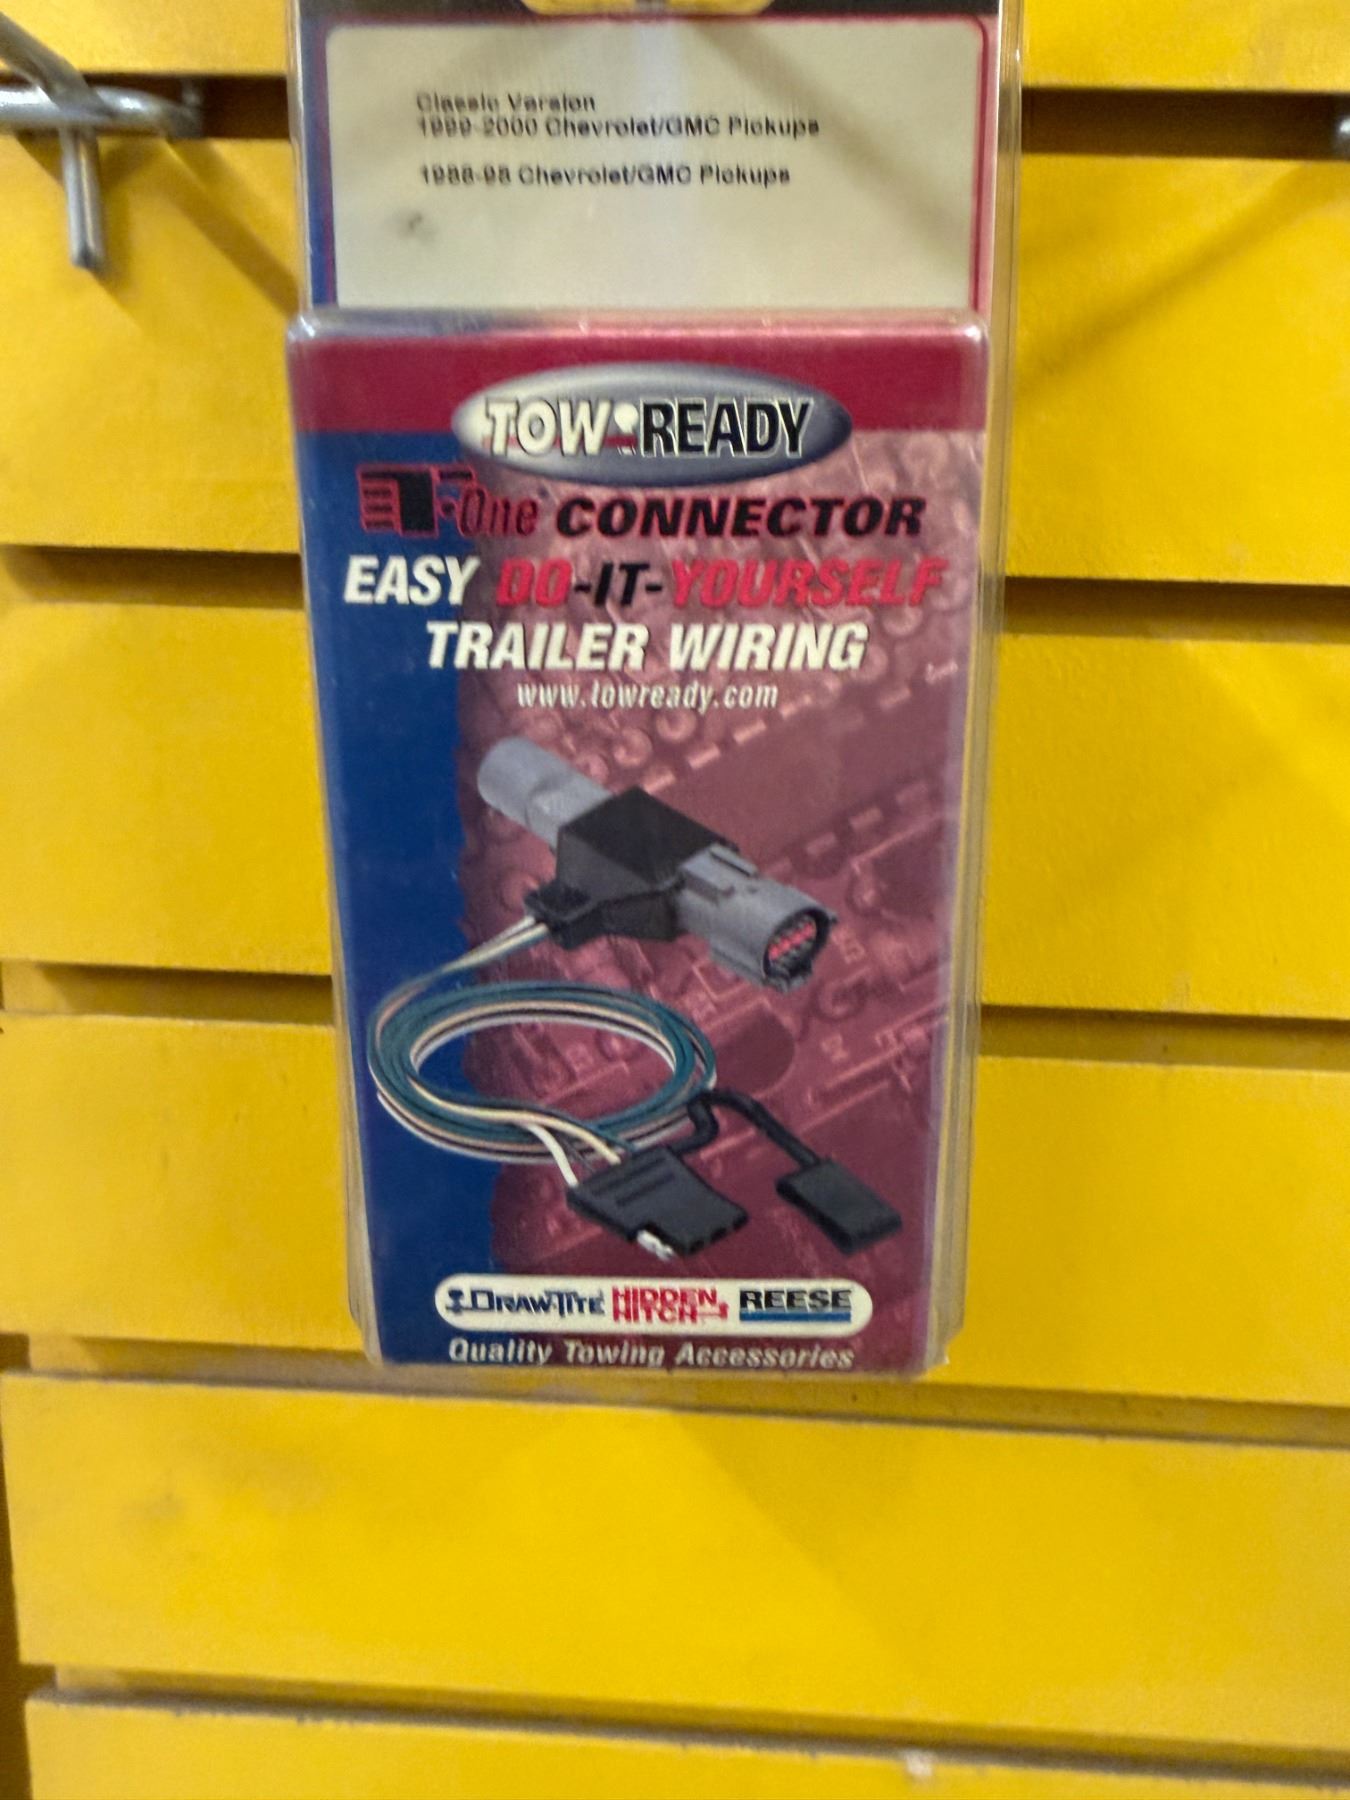 Classic Version
1999-2000 Chevrolet/GMC Pickups
1988-98 Chevrolet/GMC Pickups
TOW READY
T-One CONNECTOR
EASY DO-IT-YOURSELF
TRAILER WIRING
www.towready.com
DRAW-TITE HIDDEN HITCH REESE
Quality Towing Accessories